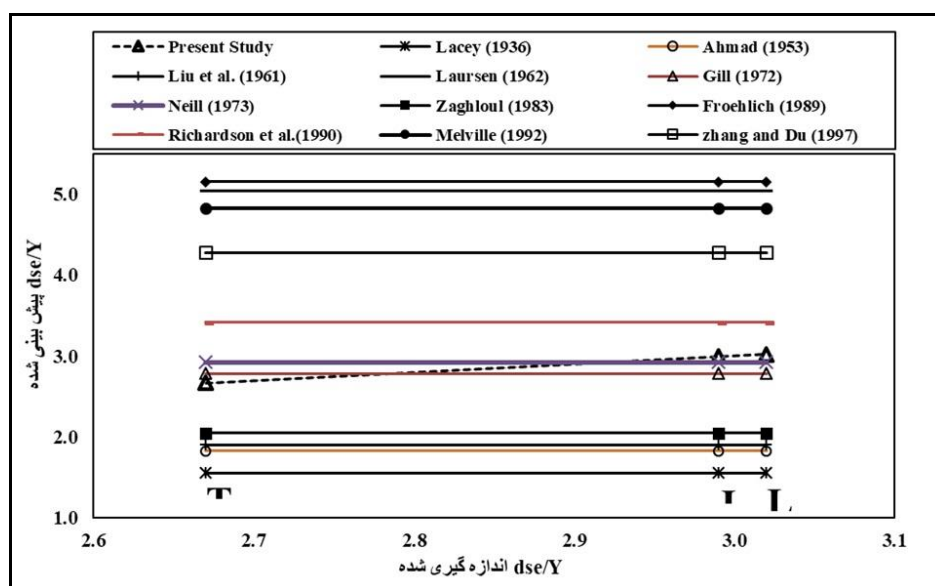 Present Study Lacey (1936) Ahmad (1953)
Liu et al. (1961) Laursen (1962) Gill (1972)
Neill (1973) Zaghloul (1983) Froehlich (1989)
Richardson et al.(1990) Melville (1992) zhang and Du (1997)
5.0
4.0
3.0
2.0
1.0
پیش بینی شده dse/Y
T I L
2.6 2.7 2.8 2.9 3.0 3.1
اندازه گیری شده dse/Y